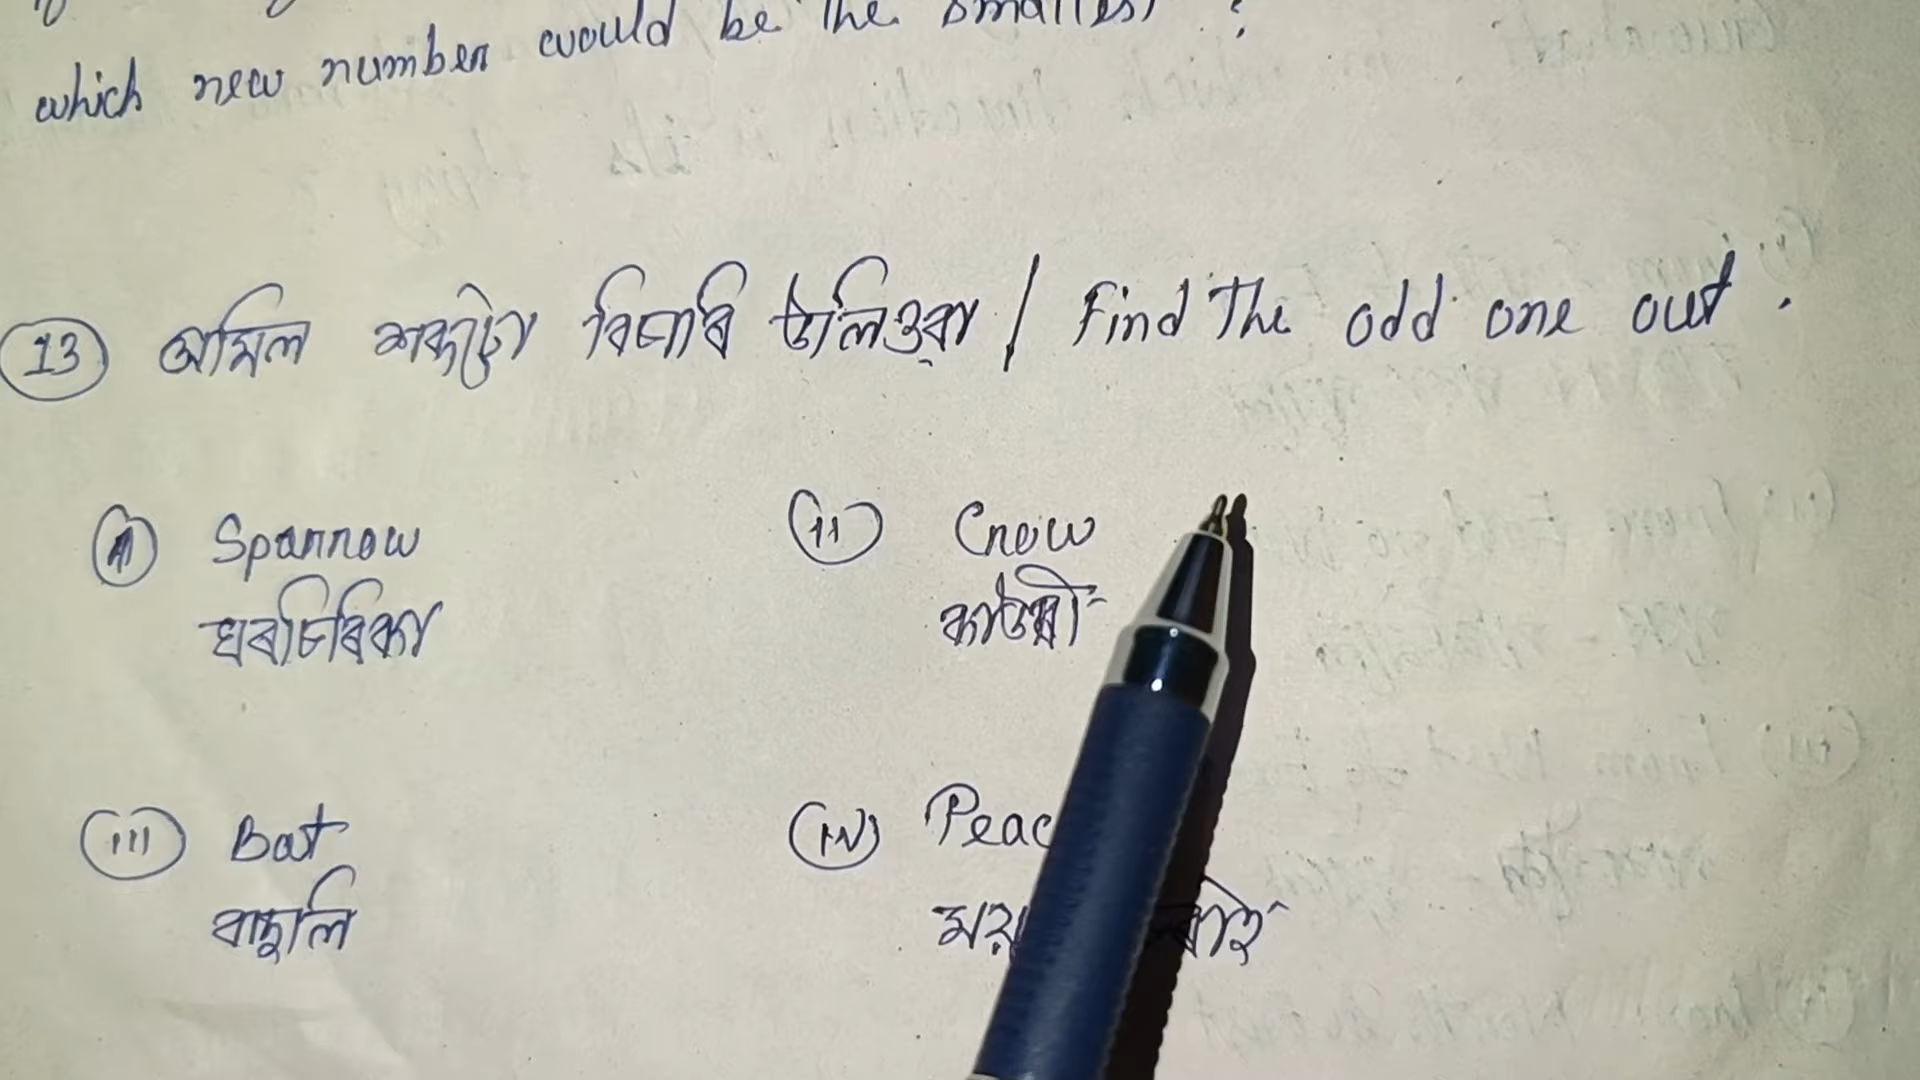 which new number would be the smallest ?
13 অমিল শব্দটো বিচাৰি উলিওৱা / Find The odd one out .
(i) Sparrow (ii) Crow
ঘৰচিৰিকা কাউৰী
(iii) Bat (iv) Peac
বাদুলি